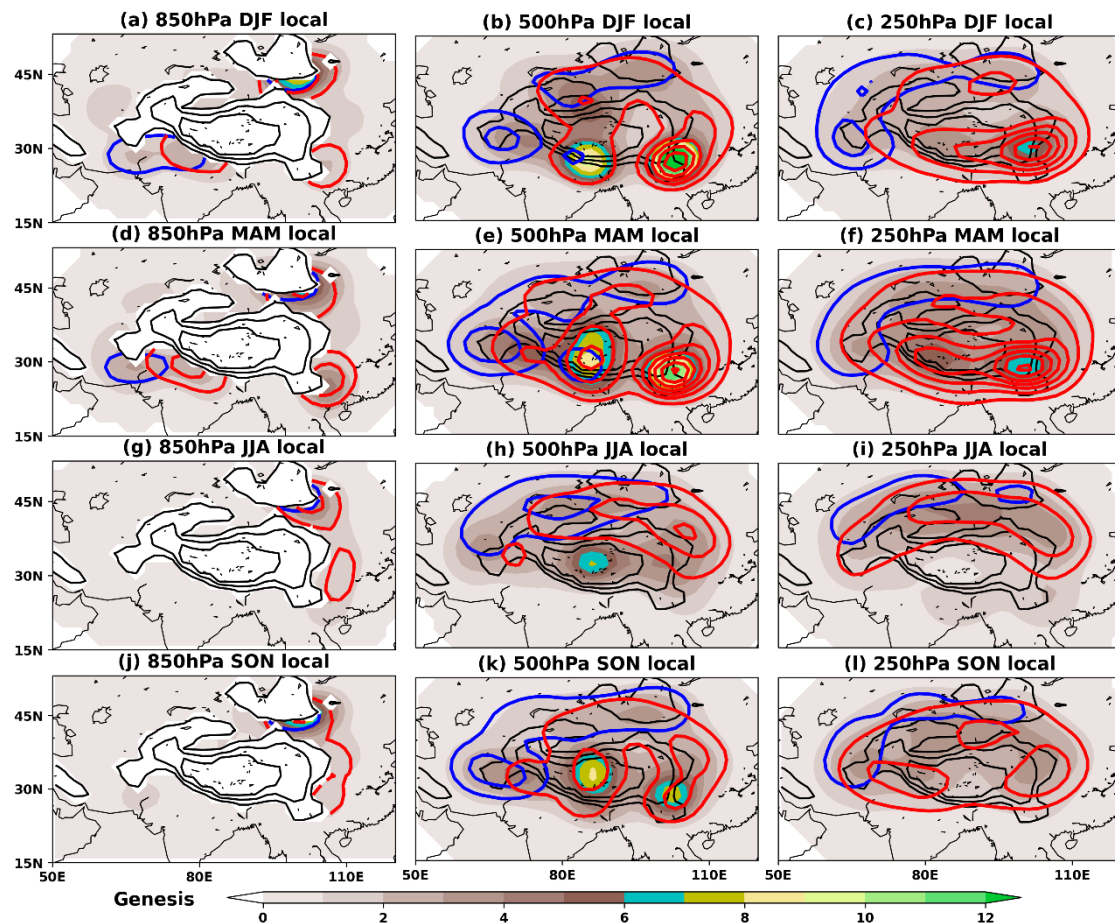 (a) 850hPa DJF local
(b) 500hPa DJF local
(c) 250hPa DJF local
45N
30N
15N
(d) 850hPa MAM local
(e) 500hPa MAM local
(f) 250hPa MAM local
45N
30N
15N
(g) 850hPa JJA local
(h) 500hPa JJA local
(i) 250hPa JJA local
45N
30N
15N
(j) 850hPa SON local
(k) 500hPa SON local
(l) 250hPa SON local
45N
30N
15N
50E 80E 110E 50E 80E 110E 50E 80E 110E
Genesis
0 2 4 6 8 10 12